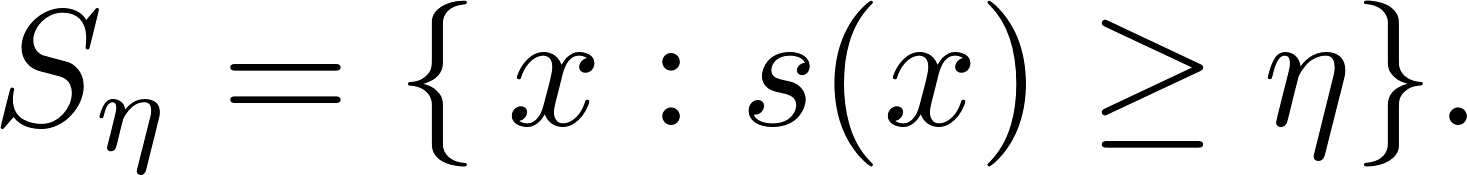 S_η = { x : s(x) ≥ η}.